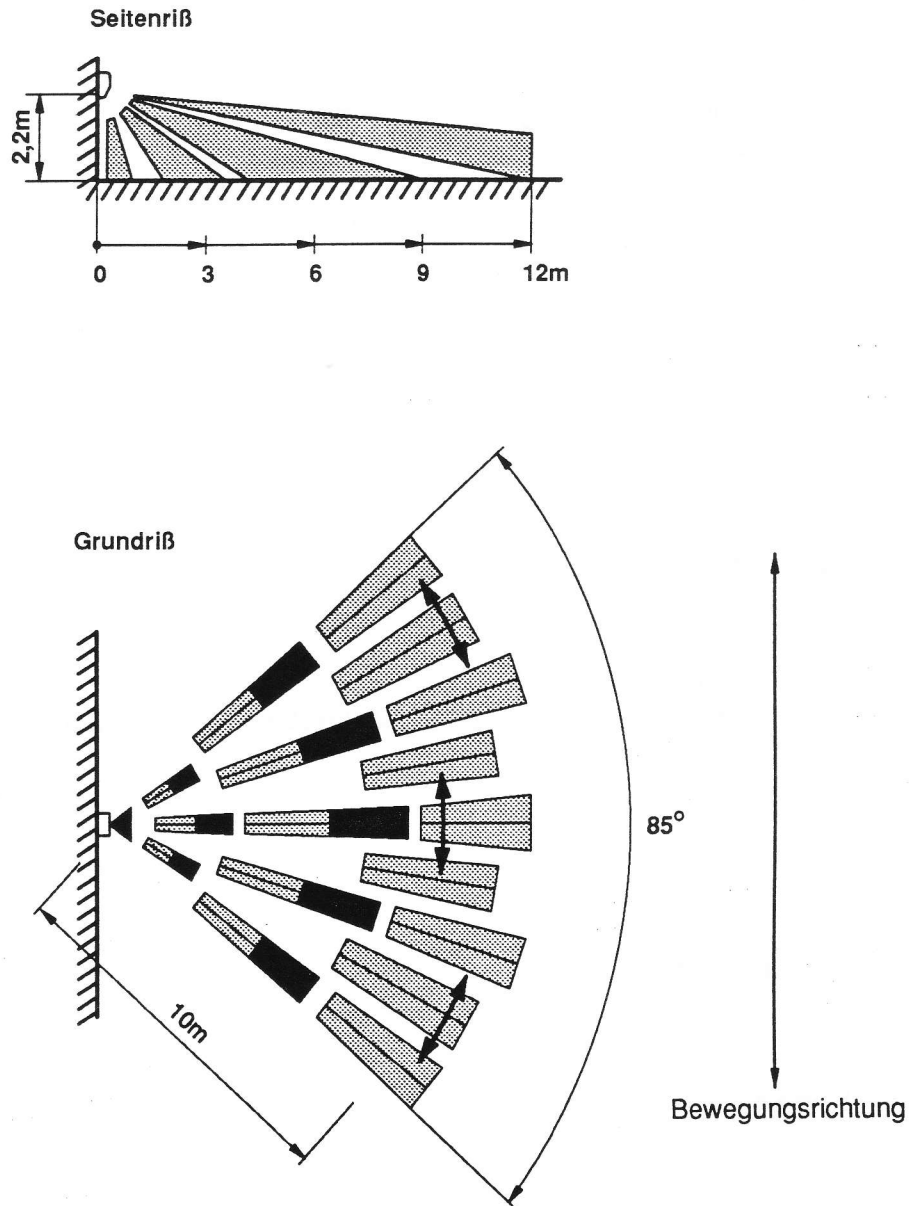 Seitenriß
2,2m
0 3 6 9 12m
Grundriß
85°
10m
Bewegungsrichtung